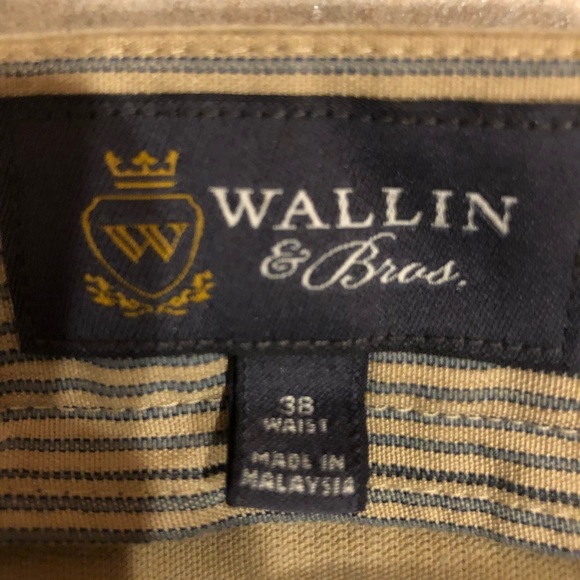 W
WALLIN
& Bros.
38
WAIST
MADE IN
MALAYSIA